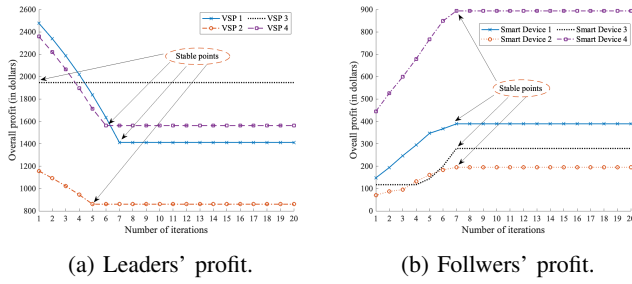 2600
2400
2200
2000
1800
1600
1400
1200
1000
800
Overall profit (in dollars)
VSP 1
VSP 2
VSP 3
VSP 4
Stable points
1 2 3 4 5 6 7 8 9 10 11 12 13 14 15 16 17 18 19 20
Number of iterations
(a) Leaders' profit.
900
800
700
600
500
400
300
200
100
0
Overall profit (in dollars)
Smart Device 1
Smart Device 2
Smart Device 3
Smart Device 4
Stable points
1 2 3 4 5 6 7 8 9 10 11 12 13 14 15 16 17 18 19 20
Number of iterations
(b) Follwers' profit.